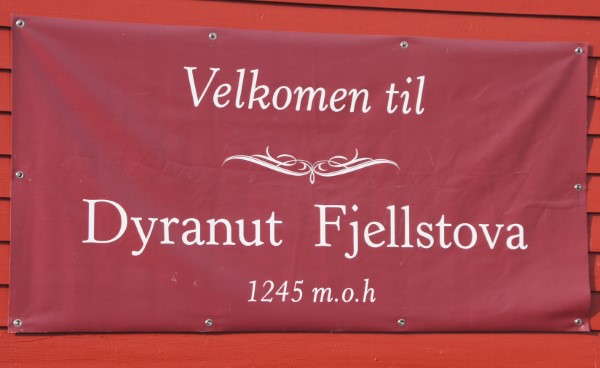 Velkomen til
Dyranut Fjellstova
1245 m.o.h